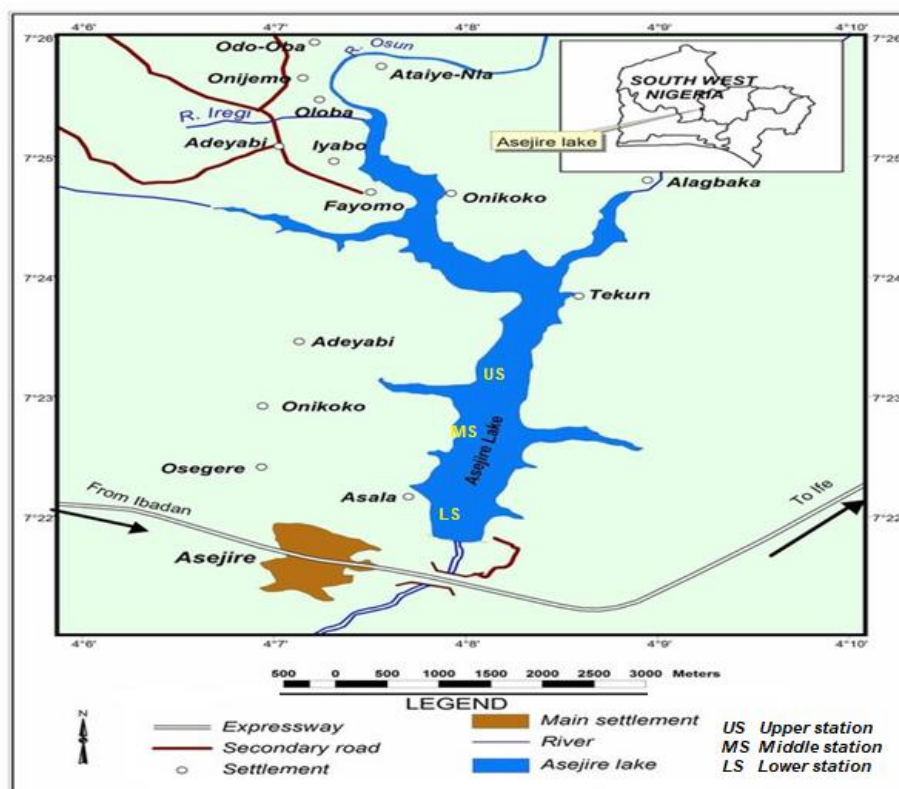 4°6'
4°7'
4°8'
4°9'
4°10'
7°26'
7°26'
Odo-Oba
R. Osun
Ataiye-Nla
Onijemo
Oloba
R. Iregi
Adeyabi
Iyabo
SOUTH WEST
NIGERIA
Asejire lake
7°25'
7°25'
Fayomo
Onikoko
Alagbaka
7°24'
7°24'
Tekun
Adeyabi
US
7°23'
7°23'
Onikoko
MS
Asejire Lake
Osegere
Asala
From Ibadan
LS
To Ife
7°22'
7°22'
Asejire
4°6'
4°7'
4°8'
4°9'
4°10'
500 0 500 1000 1500 2000 2500 3000 Meters
LEGEND
N
Expressway
Secondary road
Settlement
Main settlement
River
Asejire lake
US Upper station
MS Middle station
LS Lower station